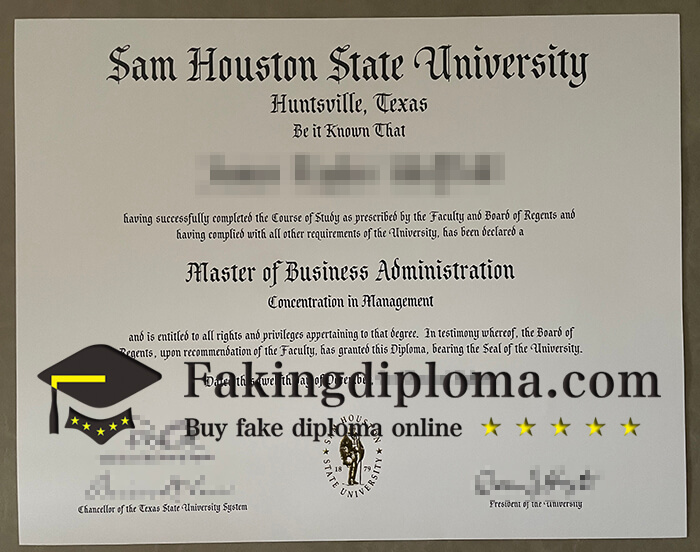 Sam Houston State University
Huntsville, Texas
Be it Known That
having successfully completed the Course of Study as prescribed by the Faculty and Board of Regents and
having complied with all other requirements of the University, has been declared a
Master of Business Administration
Concentration in Management
and is entitled to all rights and privileges appertaining to that degree. In testimony whereof, the Board of
Regents, upon recommendation of the Faculty, has granted this Diploma, bearing the Seal of the University.
Fakingdiploma.com
Buy fake diploma online
SAM HOUSTON
STATE UNIVERSITY
18 79
Chancellor of the Texas State University System
President of the University